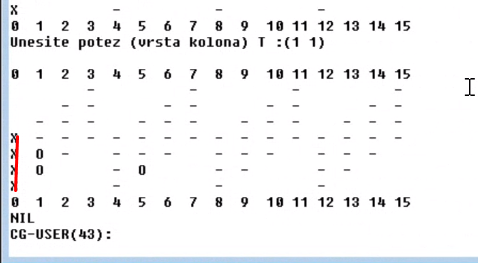 X - - -
0 1 2 3 4 5 6 7 8 9 10 11 12 13 14 15
Unesite potez (vrsta kolona) T :(1 1)
0 1 2 3 4 5 6 7 8 9 10 11 12 13 14 15
- - - -
- - - - - - - -
- - - - - - - - - - - -
X - - - - - - - - - - - - - - -
X O - - - - - - - - - -
X O - O - - - - -
X - - -
0 1 2 3 4 5 6 7 8 9 10 11 12 13 14 15
NIL
CG-USER(43):